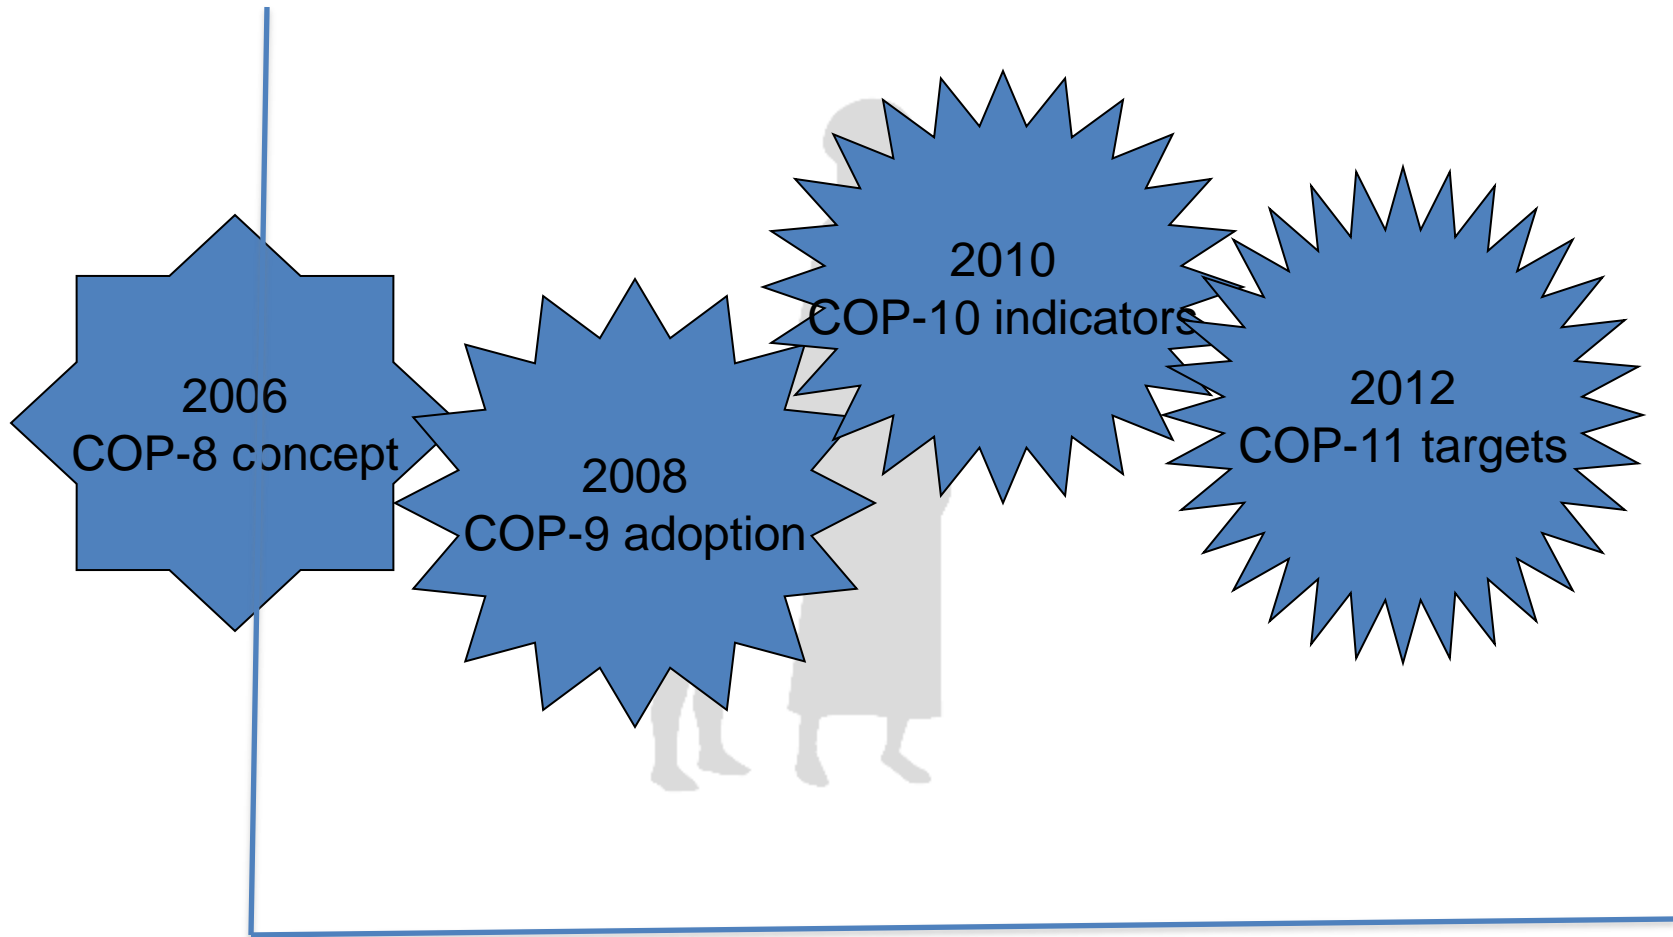 2006
COP-8 concept
2008
COP-9 adoption
2010
COP-10 indicators
2012
COP-11 targets